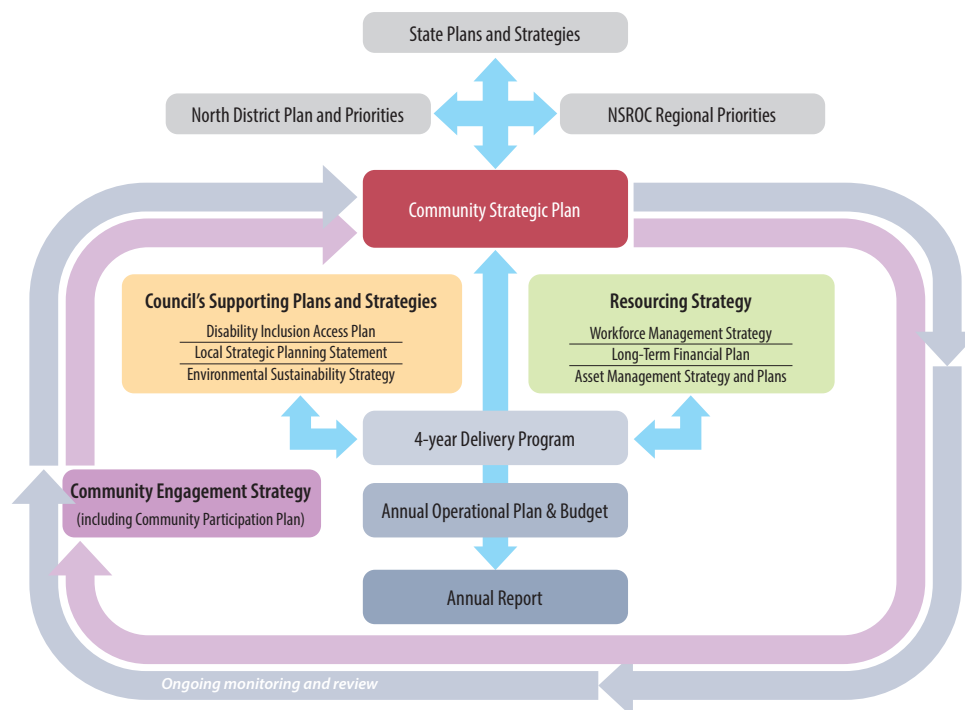 State Plans and Strategies
North District Plan and Priorities
NSROC Regional Priorities
Community Strategic Plan
Council’s Supporting Plans and Strategies
Disability Inclusion Access Plan
Local Strategic Planning Statement
Environmental Sustainability Strategy
Resourcing Strategy
Workforce Management Strategy
Long-Term Financial Plan
Asset Management Strategy and Plans
4-year Delivery Program
Community Engagement Strategy
(including Community Participation Plan)
Annual Operational Plan & Budget
Annual Report
Ongoing monitoring and review